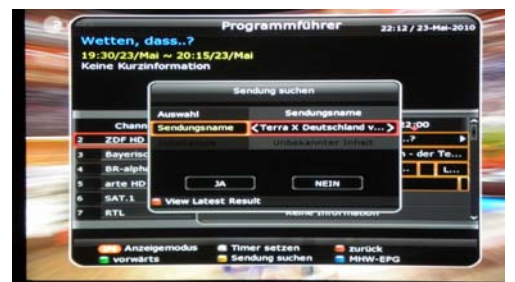 Programmführer
22:12 / 23-Mai-2010
Wetten, dass..?
19:30/23/Mai ~ 20:15/23/Mai
Keine Kurzinformation
Sendung suchen
Auswahl Sendungsname
Sendungsname <Terra X Deutschland v...>
Unbekannter Inhalt
JA NEIN
View Latest Result
Chann 22:00
2 ZDF HD ..?
3 Bayerisc n - der Te...
4 BR-alph .. L...
5 arte HD
6 SAT.1
7 RTL Keine Information
Anzeigemodus Timer setzen zurück
vorwärts Sendung suchen MHW-EPG